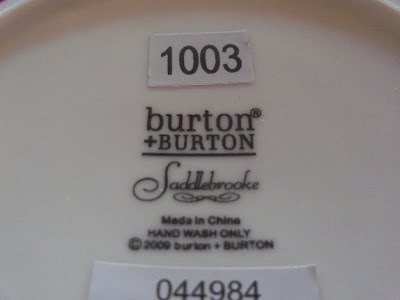 1003
burton®
+BURTON
Saddlebrooke
Made in China
HAND WASH ONLY
©2009 burton + BURTON
044984